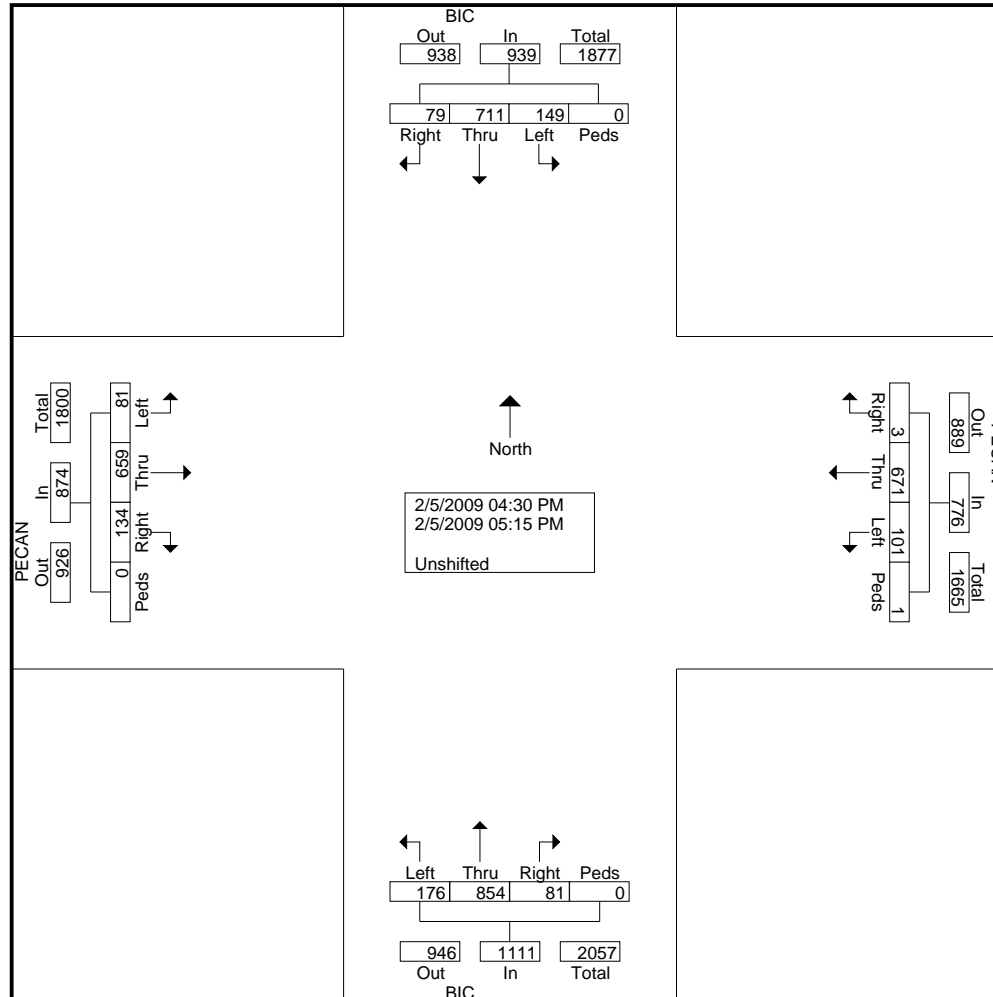 BIC
Out In Total
938 939 1877
79 711 149 0
Right Thru Left Peds
Total In Out
1800 874 926
PECAN
81 659 134 0
Left Thru Right Peds
North
2/5/2009 04:30 PM
2/5/2009 05:15 PM
Unshifted
Right Thru Left Peds
3 671 101 1
Out In Total
889 776 1665
Left Thru Right Peds
176 854 81 0
946 1111 2057
Out In Total
BIC